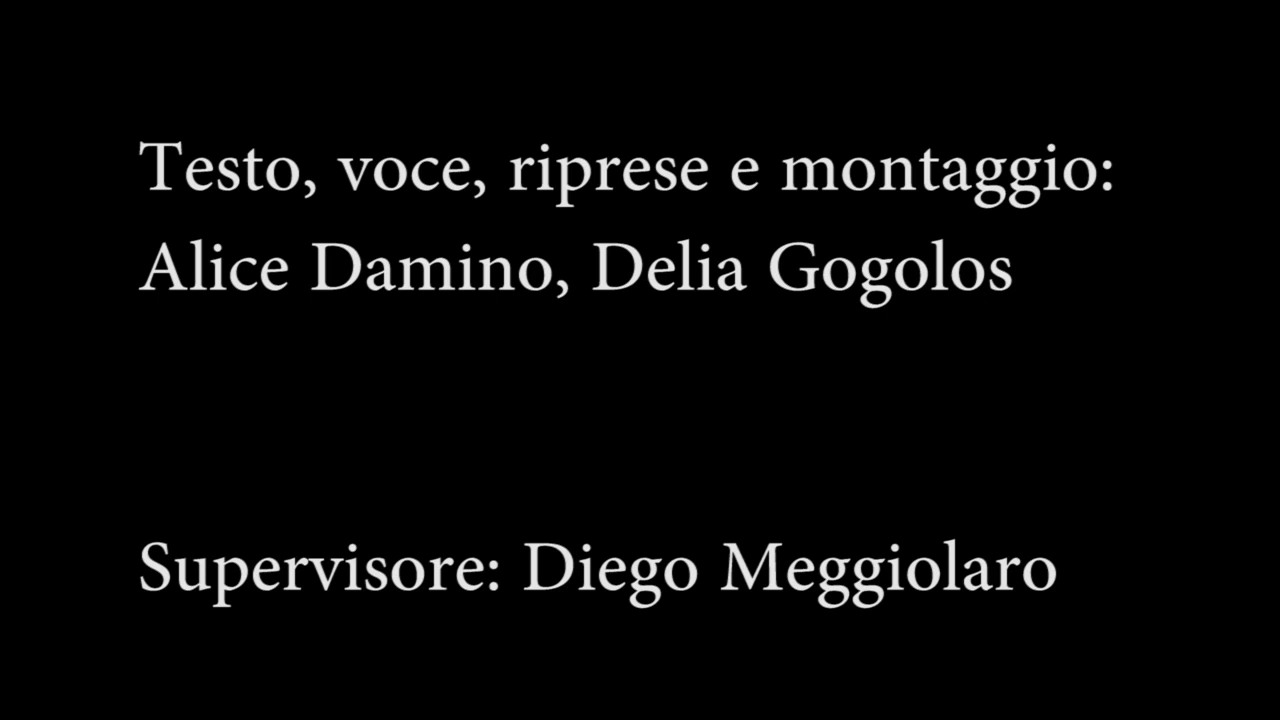 Testo, voce, riprese e montaggio:
Alice Damino, Delia Gogolos
Supervisore: Diego Meggiolaro